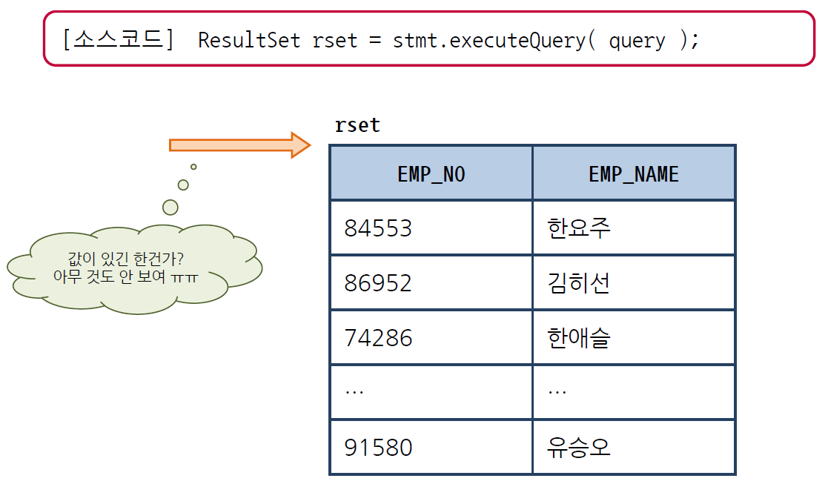 [소스코드] ResultSet rset = stmt.executeQuery( query );
rset
EMP_NO EMP_NAME
값이 있긴 한건가?
아무 것도 안 보여 ㅠㅠ
84553 한요주
86952 김히선
74286 한애슬
... ...
91580 유승오